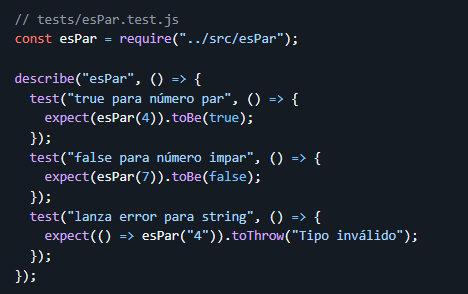 // tests/esPar.test.js
const esPar = require("../src/esPar");

describe("esPar", () => {
  test("true para número par", () => {
    expect(esPar(4)).toBe(true);
  });
  test("false para número impar", () => {
    expect(esPar(7)).toBe(false);
  });
  test("lanza error para string", () => {
    expect(() => esPar("4")).toThrow("Tipo inválido");
  });
});